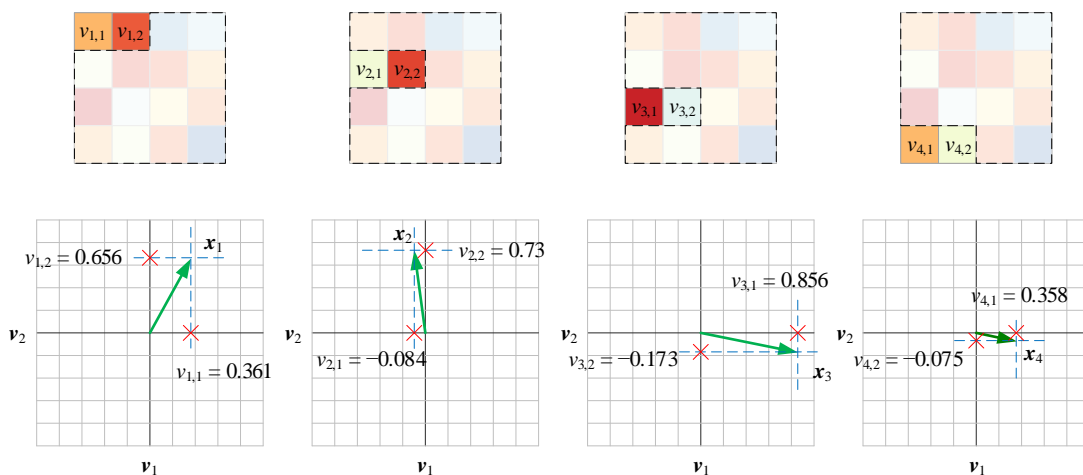 v1,1 v1,2
v2,1 v2,2
v3,1 v3,2
v4,1 v4,2
v1,2 = 0.656
x1
v1,1 = 0.361
v2
v1
x2
v2,2 = 0.73
v2,1 = −0.084
v2
v1
v3,1 = 0.856
v3,2 = −0.173
x3
v2
v1
v4,1 = 0.358
v4,2 = −0.075
x4
v2
v1